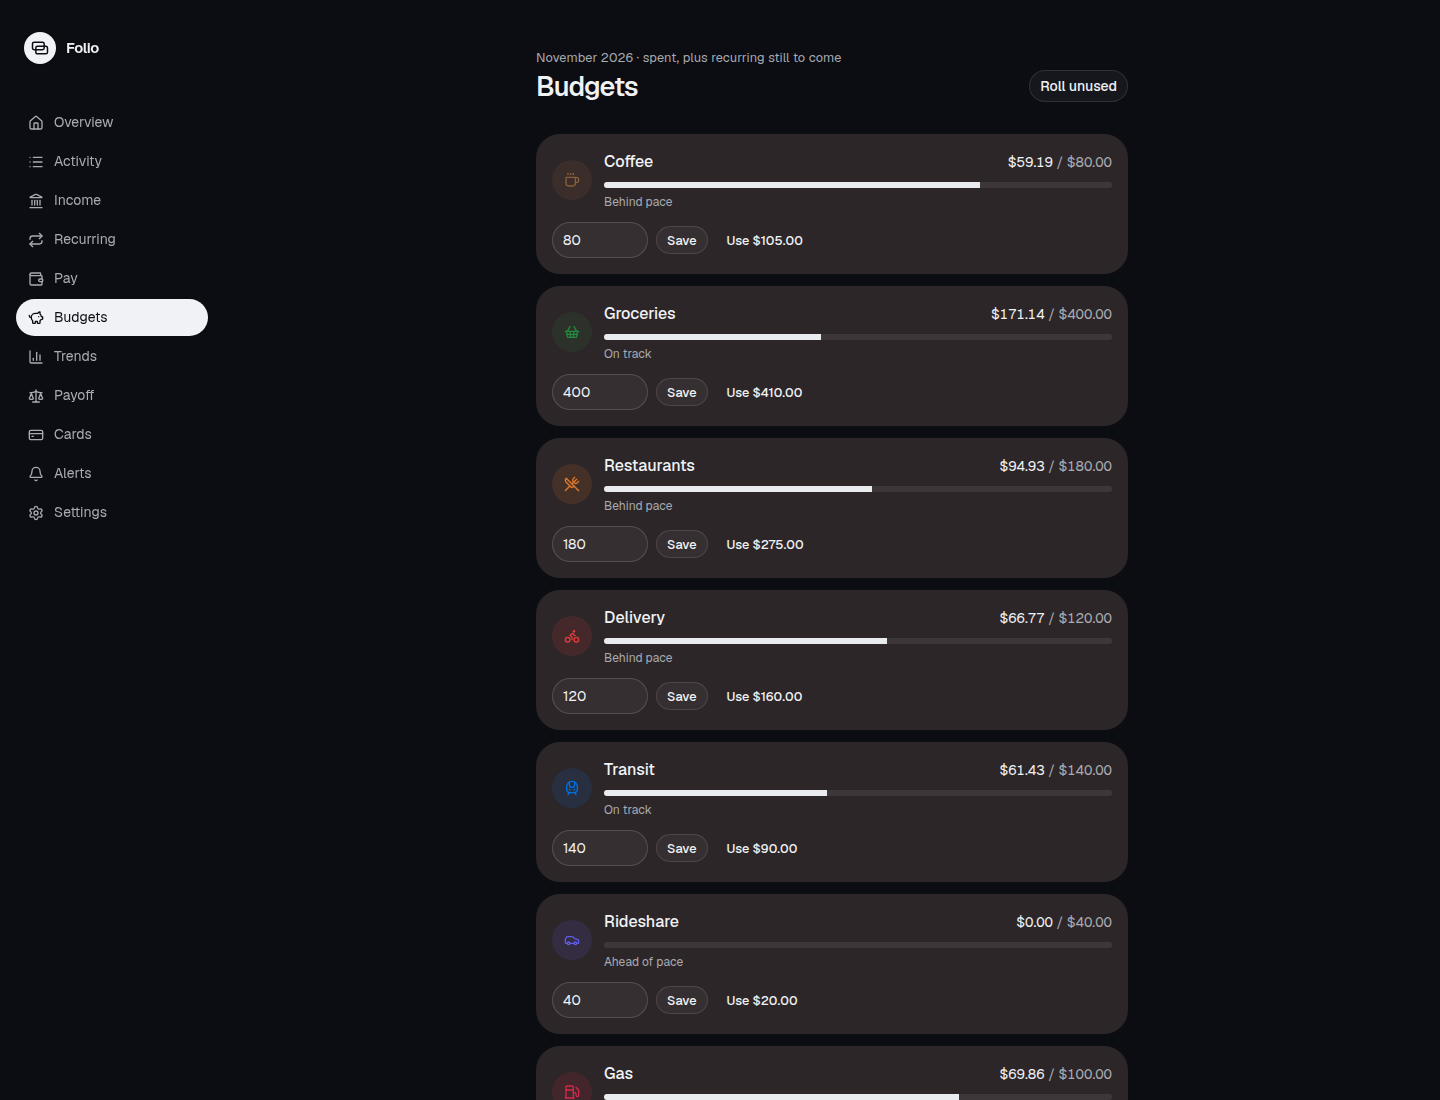 Folio
Overview
Activity
Income
Recurring
Pay
Budgets
Trends
Payoff
Cards
Alerts
Settings
November 2026 · spent, plus recurring still to come
Budgets
Roll unused
Coffee
$59.19 / $80.00
Behind pace
80
Save
Use $105.00
Groceries
$171.14 / $400.00
On track
400
Save
Use $410.00
Restaurants
$94.93 / $180.00
Behind pace
180
Save
Use $275.00
Delivery
$66.77 / $120.00
Behind pace
120
Save
Use $160.00
Transit
$61.43 / $140.00
On track
140
Save
Use $90.00
Rideshare
$0.00 / $40.00
Ahead of pace
40
Save
Use $20.00
Gas
$69.86 / $100.00